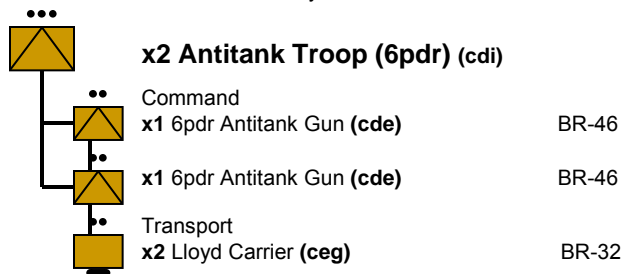 x2 Antitank Troop (6pdr) (cdi)
Command
x1 6pdr Antitank Gun (cde) BR-46
x1 6pdr Antitank Gun (cde) BR-46
Transport
x2 Lloyd Carrier (ceg) BR-32